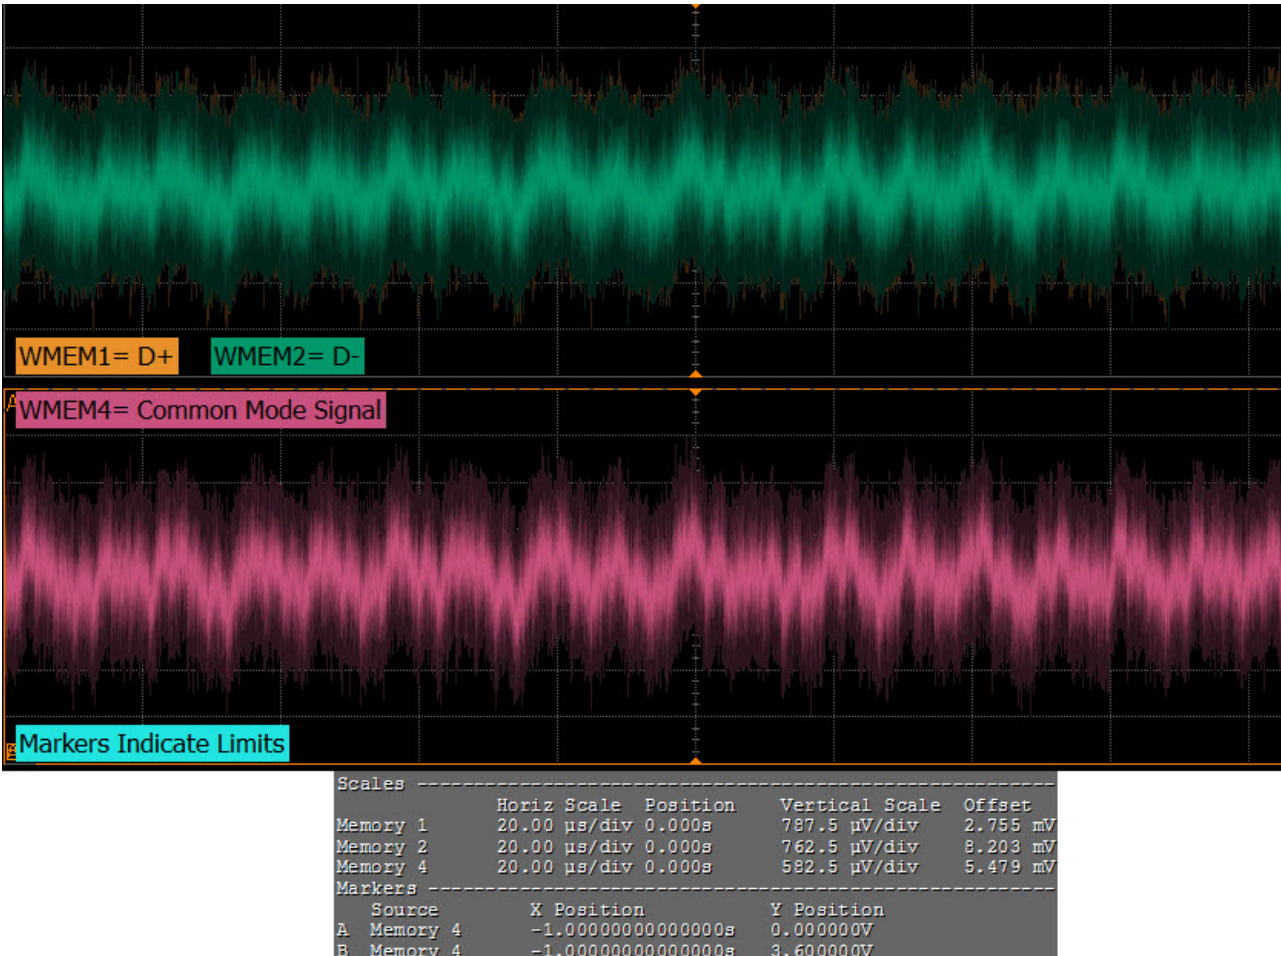 WMEM1= D+ WMEM2= D-
A
WMEM4= Common Mode Signal
B
Markers Indicate Limits
Scales
Horiz Scale Position Vertical Scale Offset
Memory 1 20.00 µs/div 0.000s 787.5 µV/div 2.755 mV
Memory 2 20.00 µs/div 0.000s 762.5 µV/div 8.203 mV
Memory 4 20.00 µs/div 0.000s 582.5 µV/div 5.479 mV
Markers
Source X Position Y Position
A Memory 4 -1.00000000000000s 0.000000V
B Memory 4 -1.00000000000000s 3.600000V